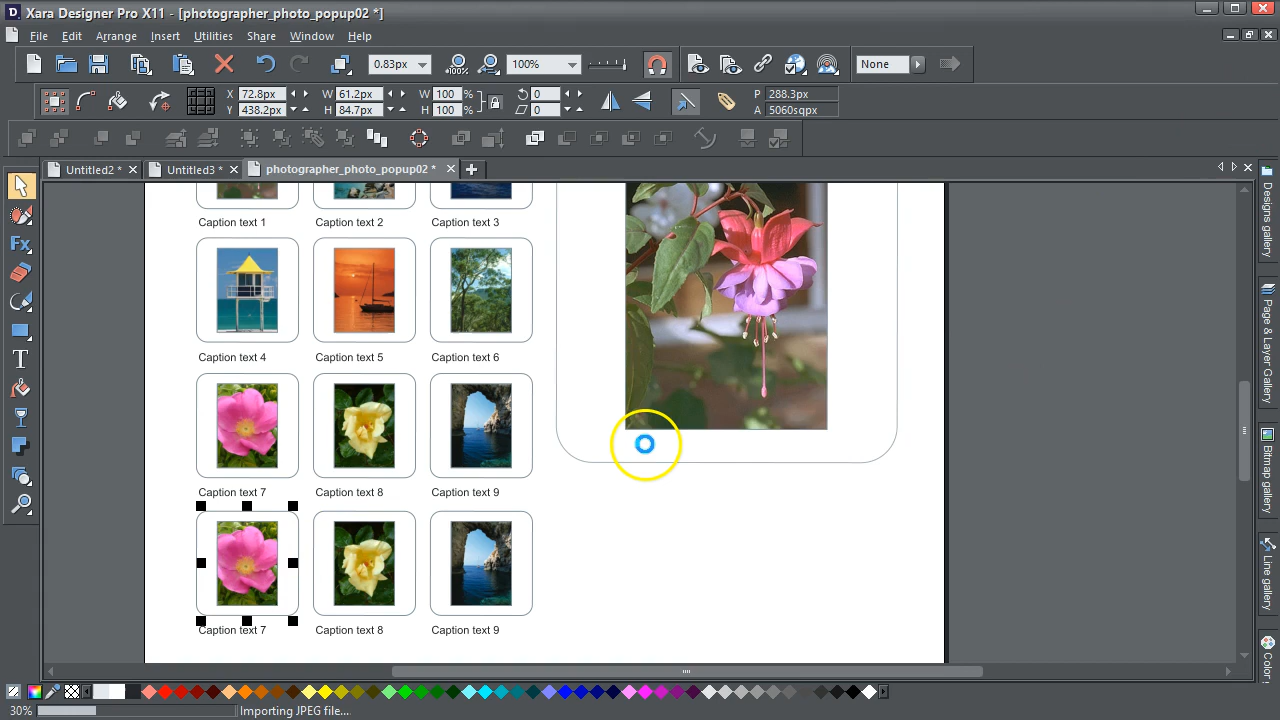 Xara Designer Pro X11 - [photographer_photo_popup02 *]
File Edit Arrange Insert Utilities Share Window Help
0.83px 100% 100% None
X 72.8px W 61.2px W 100 % 0 P 288.3px
Y 438.2px H 84.7px H 100 % 0 A 5060sqpx
Untitled2 * Untitled3 * photographer_photo_popup02 *
Fx
T
Caption text 1 Caption text 2 Caption text 3
Caption text 4 Caption text 5 Caption text 6
Caption text 7 Caption text 8 Caption text 9
Caption text 7 Caption text 8 Caption text 9
Designs gallery
Page & Layer Gallery
Bitmap gallery
Line gallery
30% Importing JPEG file...